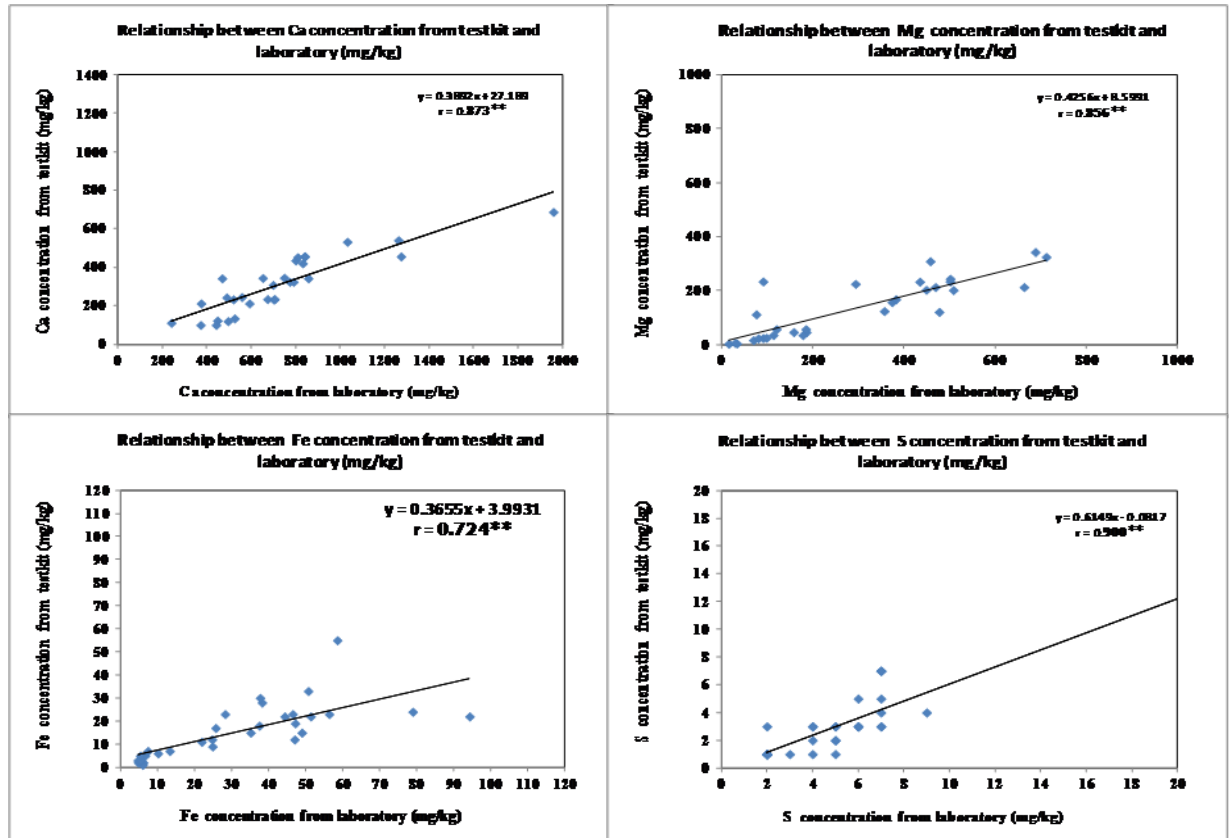 Relationship between Ca concentration from testkit and
laboratory (mg/kg)
y = 0.3892x + 27.189
r = 0.873**
Ca concentration from testkit (mg/kg)
1400
1200
1000
800
600
400
200
0
0 200 400 600 800 1000 1200 1400 1600 1800 2000
Ca concentration from laboratory (mg/kg)
Relationship between Mg concentration from testkit and
laboratory (mg/kg)
y = 0.4256x + 8.5991
r = 0.856**
Mg concentration from testkit (mg/kg)
1000
800
600
400
200
0
0 200 400 600 800 1000
Mg concentration from laboratory (mg/kg)
Relationship between Fe concentration from testkit and
laboratory (mg/kg)
y = 0.3655x + 3.9931
r = 0.724**
Fe concentration from testkit (mg/kg)
120
110
100
90
80
70
60
50
40
30
20
10
0
0 10 20 30 40 50 60 70 80 90 100 110 120
Fe concentration from laboratory (mg/kg)
Relationship between S concentration from testkit and
laboratory (mg/kg)
y = 0.6149x - 0.0817
r = 0.900**
S concentration from testkit (mg/kg)
20
18
16
14
12
10
8
6
4
2
0
0 2 4 6 8 10 12 14 16 18 20
S concentration from laboratory (mg/kg)